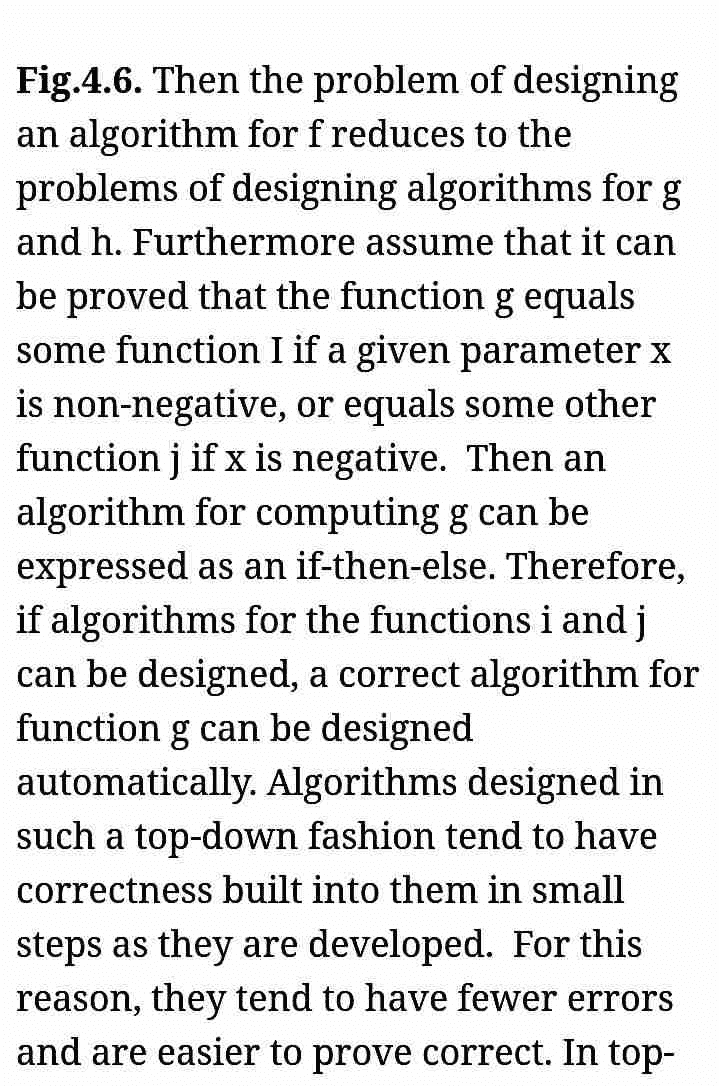 Fig.4.6. Then the problem of designing
an algorithm for f reduces to the
problems of designing algorithms for g
and h. Furthermore assume that it can
be proved that the function g equals
some function I if a given parameter x
is non-negative, or equals some other
function j if x is negative.  Then an
algorithm for computing g can be
expressed as an if-then-else. Therefore,
if algorithms for the functions i and j
can be designed, a correct algorithm for
function g can be designed
automatically. Algorithms designed in
such a top-down fashion tend to have
correctness built into them in small
steps as they are developed.  For this
reason, they tend to have fewer errors
and are easier to prove correct. In top-